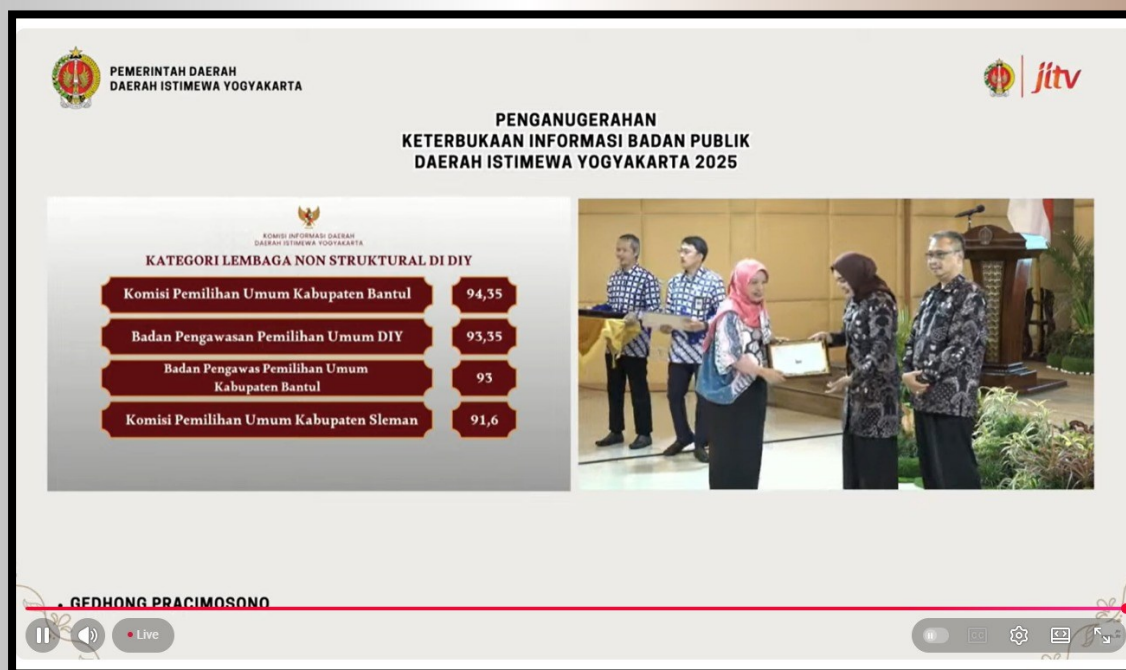 PEMERINTAH DAERAH
DAERAH ISTIMEWA YOGYAKARTA
jitv
PENGANUGERAHAN
KETERBUKAAN INFORMASI BADAN PUBLIK
DAERAH ISTIMEWA YOGYAKARTA 2025
KOMISI INFORMASI DAERAH
DAERAH ISTIMEWA YOGYAKARTA
KATEGORI LEMBAGA NON STRUKTURAL DI DIY
Komisi Pemilihan Umum Kabupaten Bantul 94,35
Badan Pengawasan Pemilihan Umum DIY 93,35
Badan Pengawas Pemilihan Umum
Kabupaten Bantul 93
Komisi Pemilihan Umum Kabupaten Sleman 91,6
• GEDHONG PRACIMOSONO
Live
CC